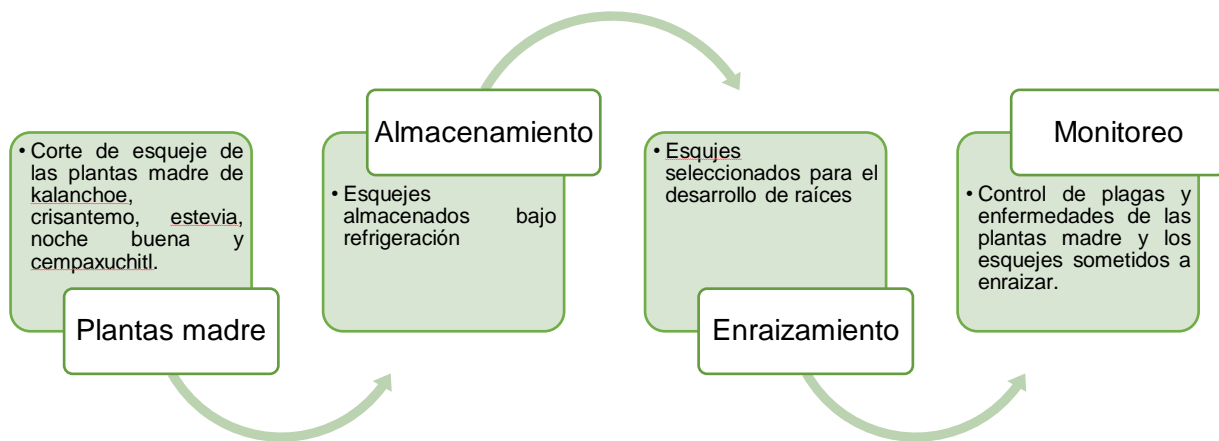 • Corte de esqueje de
las plantas madre de
kalanchoe,
crisantemo, estevia,
noche buena y
cempaxuchitl.
Plantas madre
Almacenamiento
• Esquejes
almacenados bajo
refrigeración
• Esqujes
seleccionados para el
desarrollo de raíces
Enraizamiento
Monitoreo
• Control de plagas y
enfermedades de las
plantas madre y los
esquejes sometidos a
enraizar.